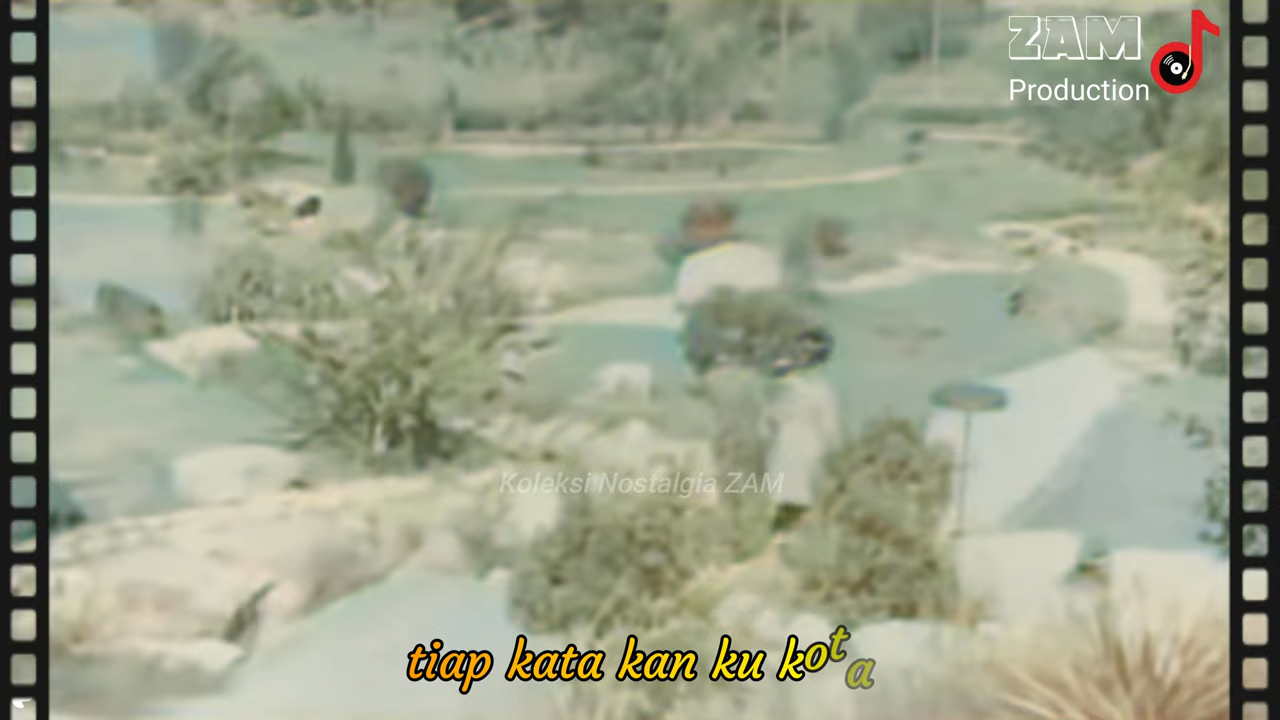 ZAM
Production
Koleksi Nostalgia ZAM
tiap kata kan ku kota